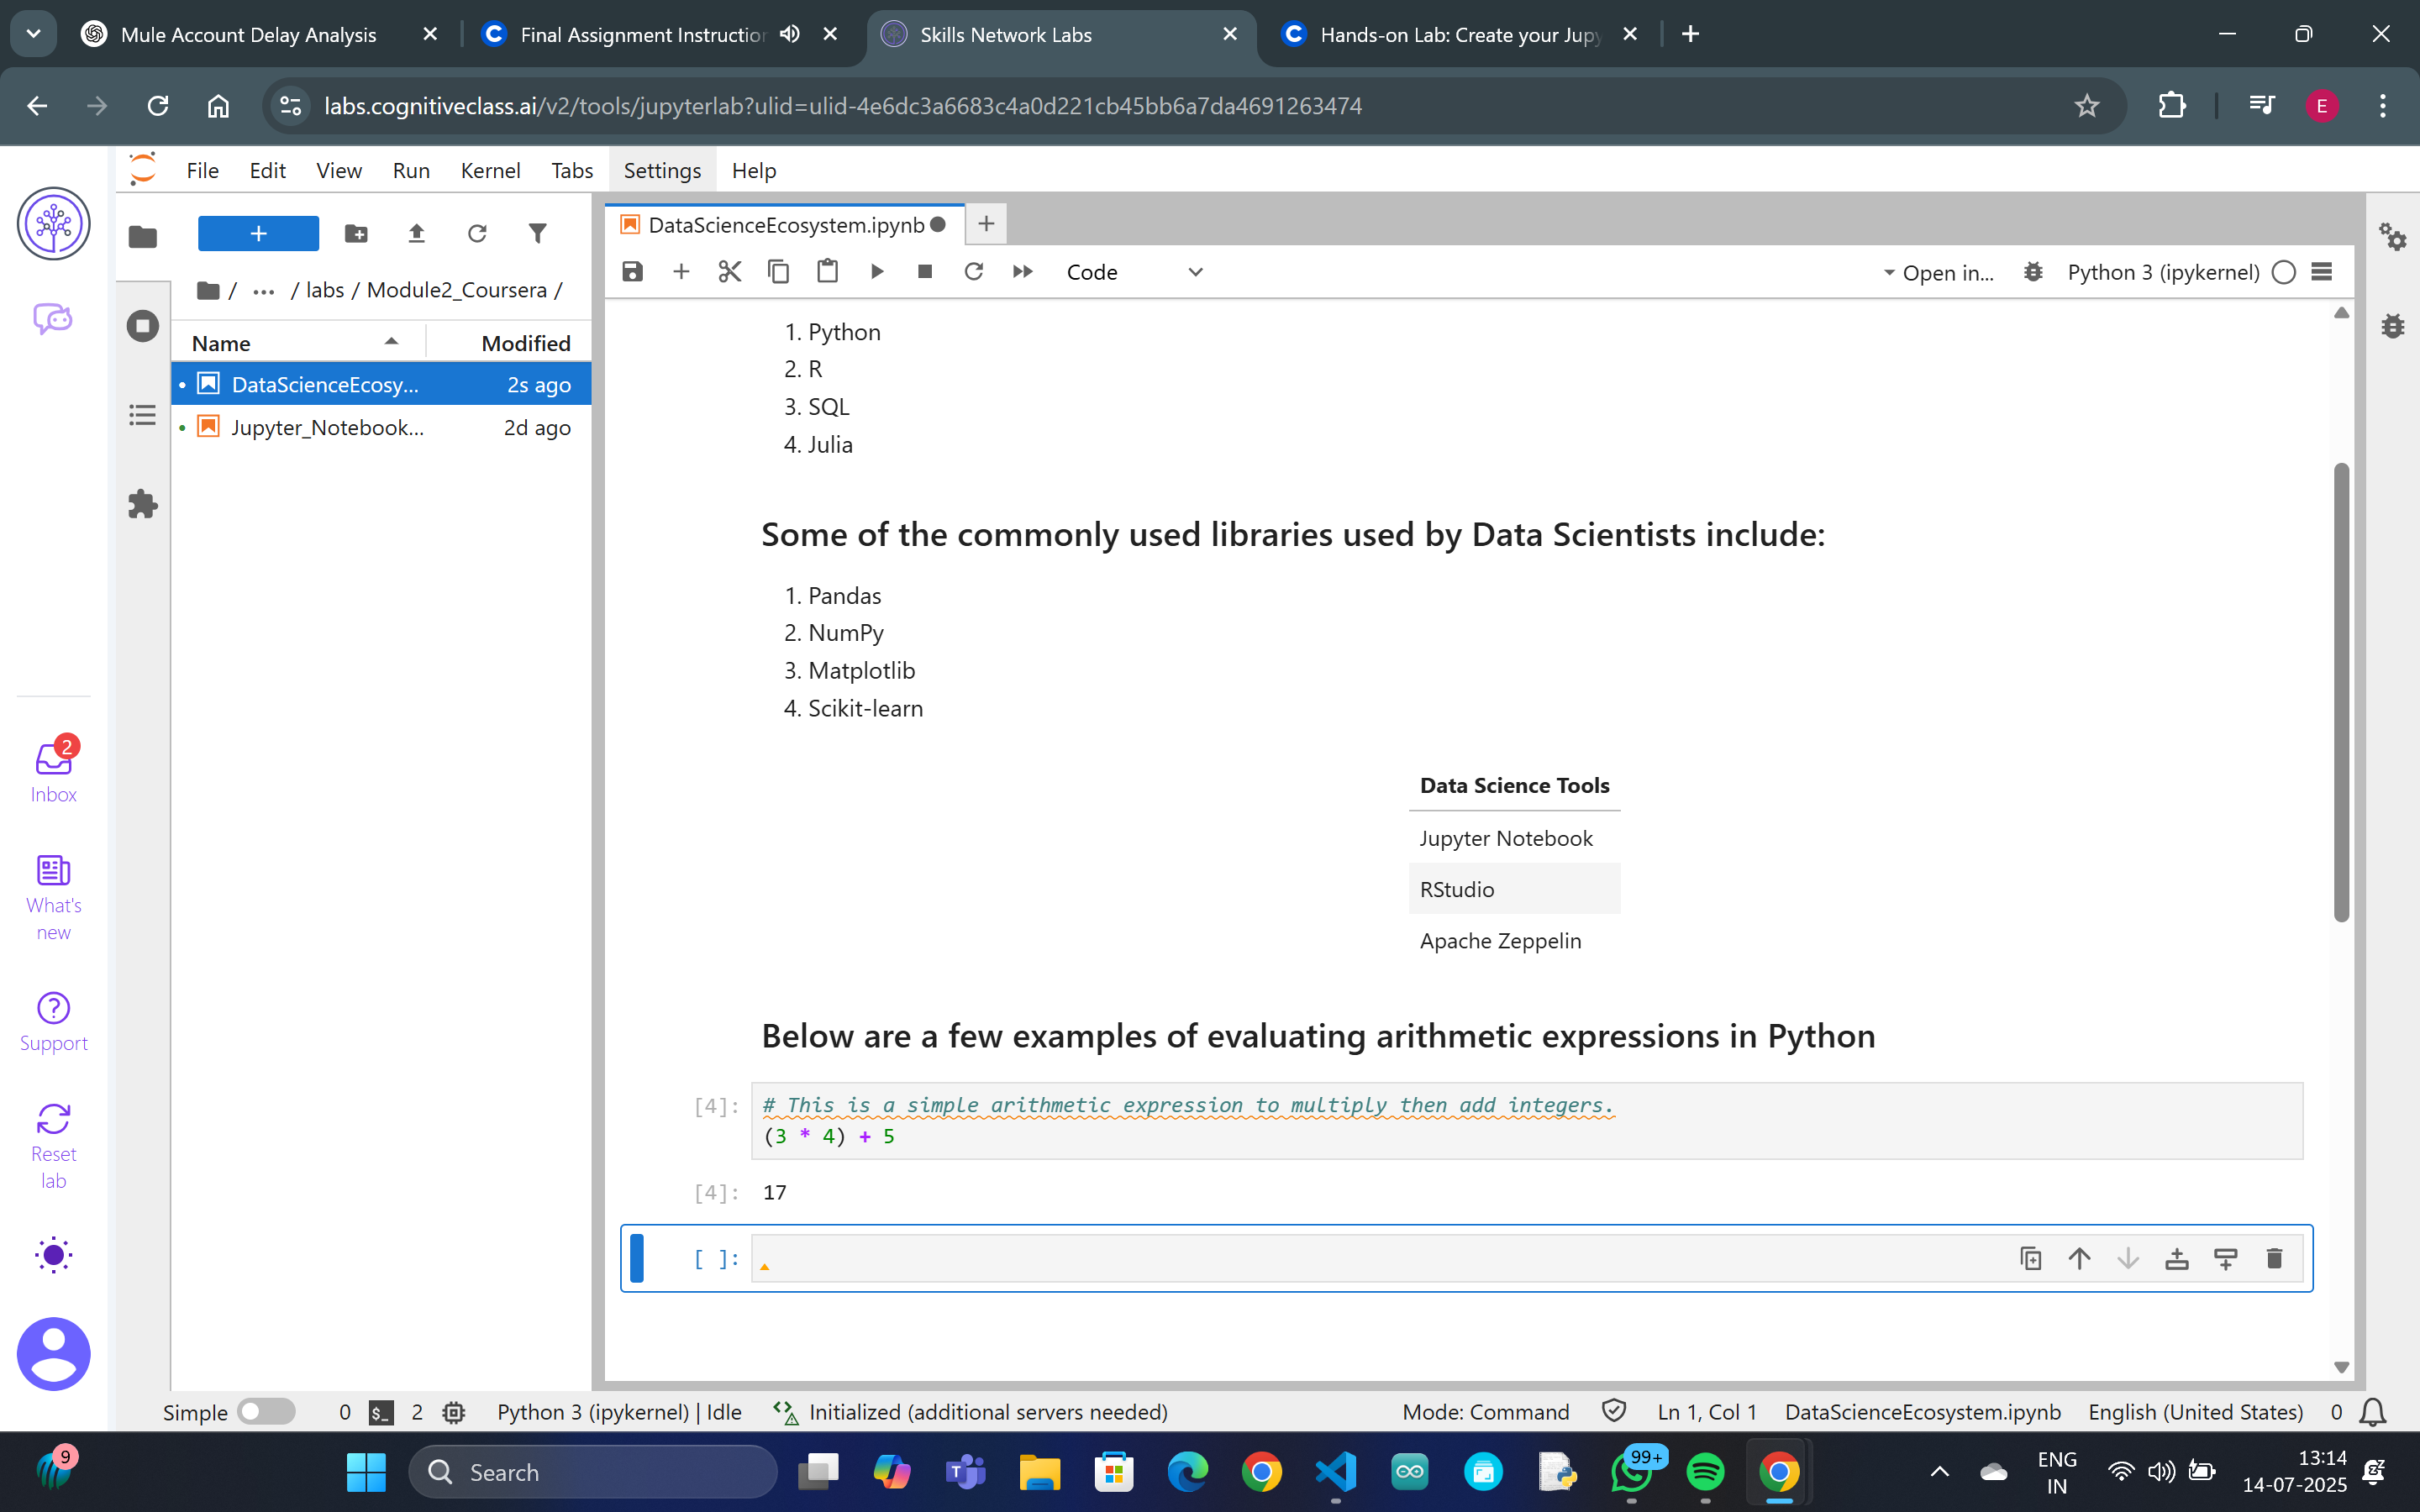 Mule Account Delay Analysis
Final Assignment Instruction
Skills Network Labs
Hands-on Lab: Create your Jupy
labs.cognitiveclass.ai/v2/tools/jupyterlab?ulid=ulid-4e6dc3a6683c4a0d221cb45bb6a7da4691263474
E
File Edit View Run Kernel Tabs Settings Help
DataScienceEcosystem.ipynb
Code
Open in...
Python 3 (ipykernel)
/ ... / labs / Module2_Coursera /
Name Modified
DataScienceEcosy... 2s ago
Jupyter_Notebook... 2d ago
2
Inbox
What's
new
Support
Reset
lab
1. Python
2. R
3. SQL
4. Julia
Some of the commonly used libraries used by Data Scientists include:
1. Pandas
2. NumPy
3. Matplotlib
4. Scikit-learn
Data Science Tools
Jupyter Notebook
RStudio
Apache Zeppelin
Below are a few examples of evaluating arithmetic expressions in Python
[4]: # This is a simple arithmetic expression to multiply then add integers.
(3 * 4) + 5
[4]: 17
[ ]:
Simple 0 $_ 2 Python 3 (ipykernel) | Idle Initialized (additional servers needed) Mode: Command Ln 1, Col 1 DataScienceEcosystem.ipynb English (United States) 0
9
Search
99+
ENG
IN
13:14
14-07-2025